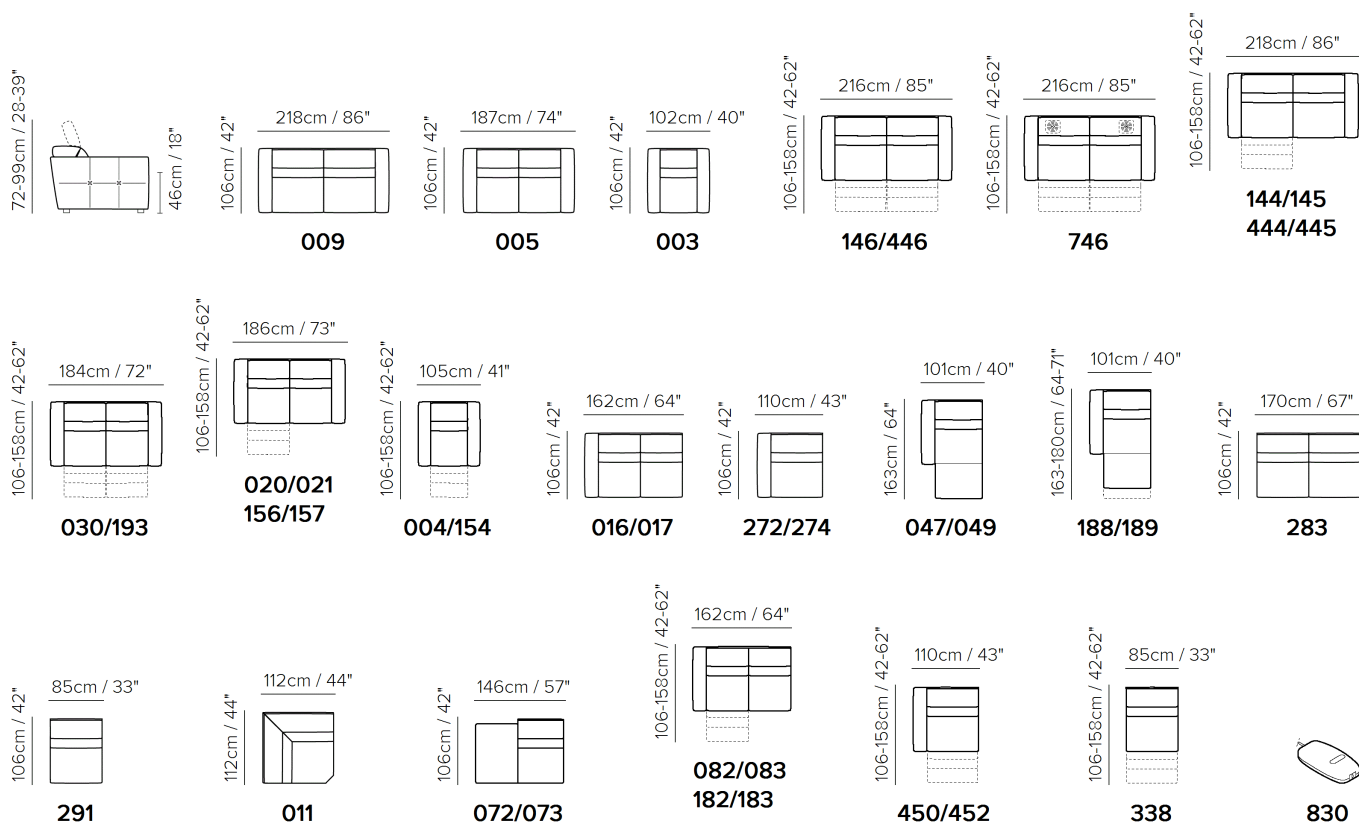 72-99cm / 28-39"
46cm / 18"
106cm / 42"
218cm / 86"
009
106cm / 42"
187cm / 74"
005
106cm / 42"
102cm / 40"
003
106-158cm / 42-62"
216cm / 85"
146/446
106-158cm / 42-62"
216cm / 85"
746
106-158cm / 42-62"
218cm / 86"
144/145
444/445
106-158cm / 42-62"
184cm / 72"
030/193
106-158cm / 42-62"
186cm / 73"
020/021
156/157
106-158cm / 42-62"
105cm / 41"
004/154
106cm / 42"
162cm / 64"
016/017
106cm / 42"
110cm / 43"
272/274
163cm / 64"
101cm / 40"
047/049
163-180cm / 64-71"
101cm / 40"
188/189
106cm / 42"
170cm / 67"
283
106cm / 42"
85cm / 33"
291
112cm / 44"
112cm / 44"
011
106cm / 42"
146cm / 57"
072/073
106-158cm / 42-62"
162cm / 64"
082/083
182/183
106-158cm / 42-62"
110cm / 43"
450/452
106-158cm / 42-62"
85cm / 33"
338
830